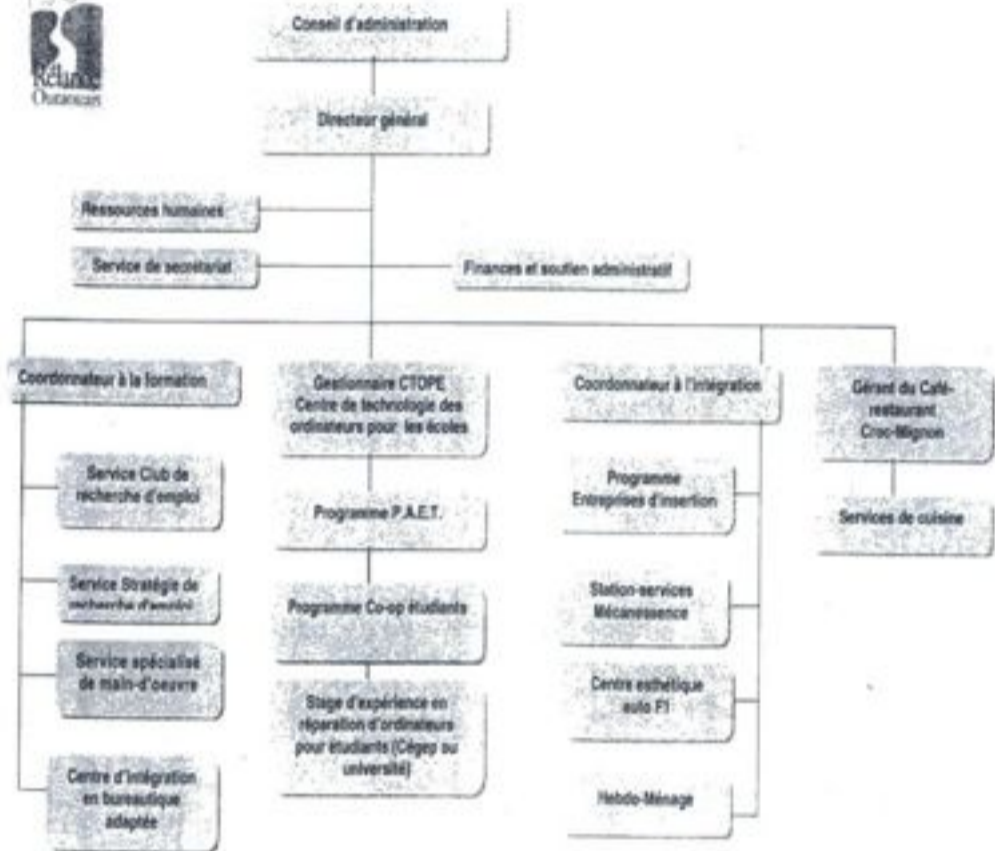 Relance
Outaouais
Conseil d'administration
Directeur général
Ressources humaines
Service de secrétariat
Finances et soutien administratif
Coordonnateur à la formation
Service Club de
recherche d'emploi
Service Stratégie de
recherche d'emploi
Service spécialisé
de main-d'oeuvre
Centre d'intégration
en bureautique
adaptée
Gestionnaire CTOPE
Centre de technologie des
ordinateurs pour les écoles
Programme P.A.E.T.
Programme Co-op étudiants
Stage d'expérience en
réparation d'ordinateurs
pour étudiants (Cégep ou
université)
Coordonnateur à l'intégration
Programme
Entreprises d'insertion
Station-services
Mécanessence
Centre esthétique
auto F1
Hebdo-Ménage
Gérant du Café-
restaurant
Croc-Mignon
Services de cuisine